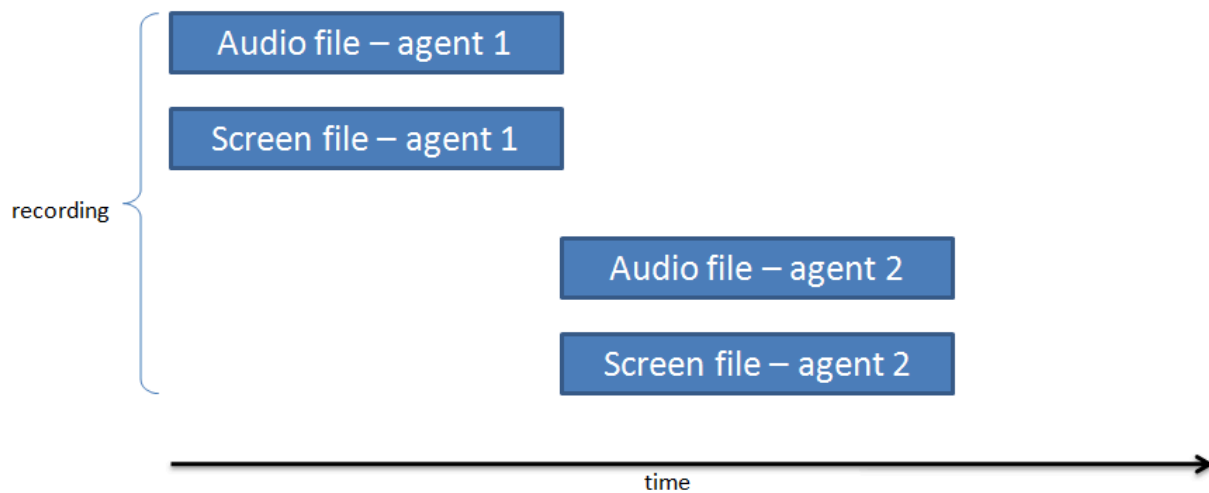 Audio file – agent 1
Screen file – agent 1
recording
Audio file – agent 2
Screen file – agent 2
time